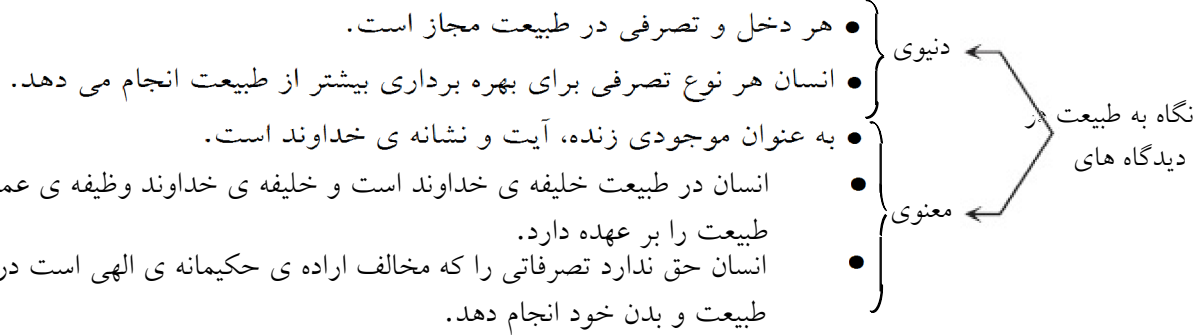 نگاه به طبیعت در
دیدگاه های
دنیوی
هر دخل و تصرفی در طبیعت مجاز است.
انسان هر نوع تصرفی برای بهره برداری بیشتر از طبیعت انجام می دهد.
معنوی
به عنوان موجودی زنده، آیت و نشانه ی خداوند است.
انسان در طبیعت خلیفه ی خداوند است و خلیفه ی خداوند وظیفه ی
طبیعت را بر عهده دارد.
انسان حق ندارد تصرفاتی را که مخالف اراده ی حکیمانه ی الهی است در
طبیعت و بدن خود انجام دهد.